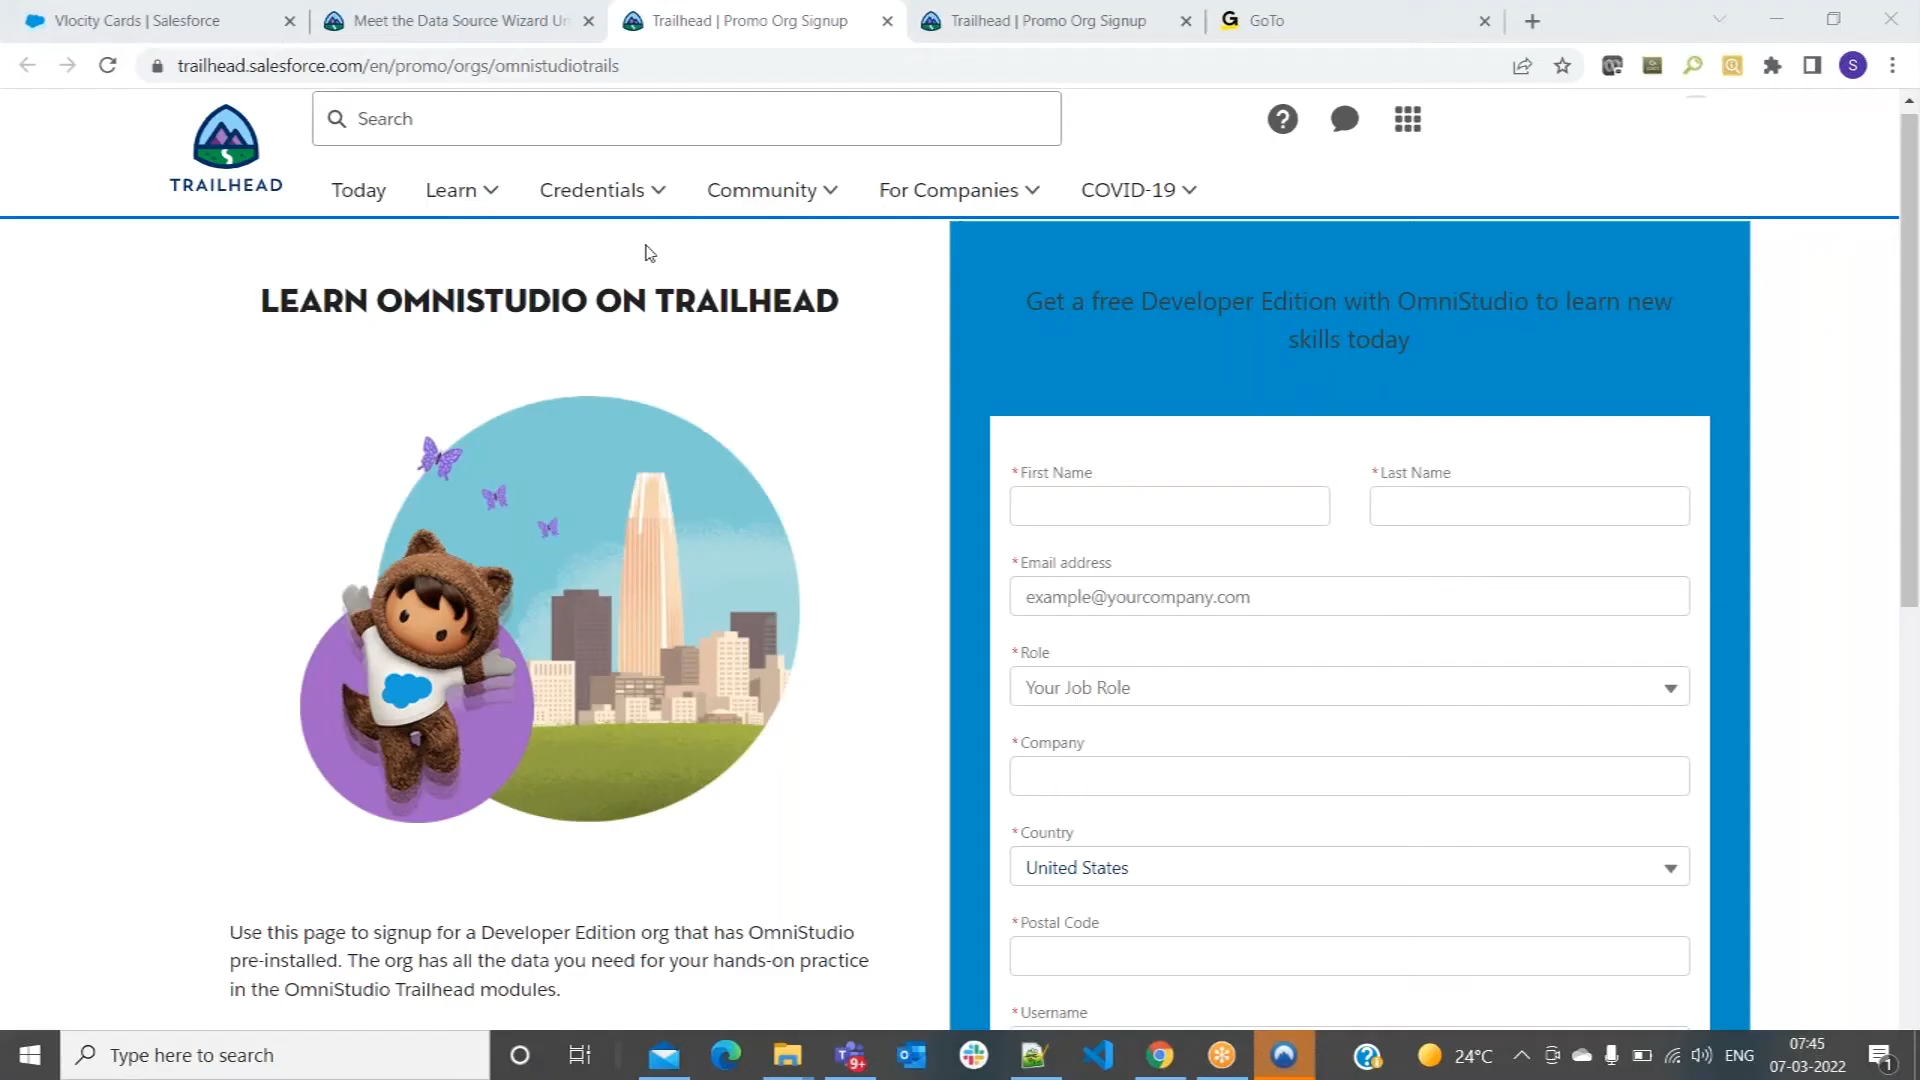 Vlocity Cards | Salesforce
Meet the Data Source Wizard Un
Trailhead | Promo Org Signup
Trailhead | Promo Org Signup
G GoTo
trailhead.salesforce.com/en/promo/orgs/omnistudiotrails
S
TRAILHEAD
Search
Today
Learn
Credentials
Community
For Companies
COVID-19
LEARN OMNISTUDIO ON TRAILHEAD
Use this page to signup for a Developer Edition org that has OmniStudio
pre-installed. The org has all the data you need for your hands-on practice
in the OmniStudio Trailhead modules.
Get a free Developer Edition with OmniStudio to learn new
skills today
*First Name
*Last Name
*Email address
example@yourcompany.com
*Role
Your Job Role
*Company
*Country
United States
*Postal Code
*Username
Type here to search
9+
24°C
ENG
07:45
07-03-2022
1